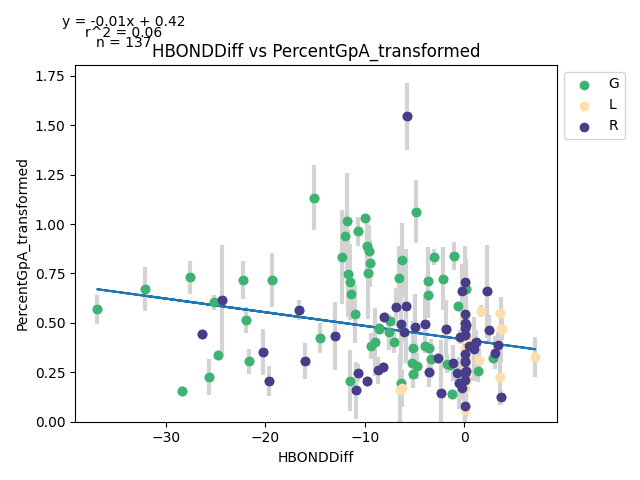 y = -0.01x + 0.42
r^2 = 0.06
n = 137
HBONDDiff vs PercentGpA_transformed
G
L
R
PercentGpA_transformed
1.75
1.50
1.25
1.00
0.75
0.50
0.25
0.00
−30
−20
−10
0
HBONDDiff